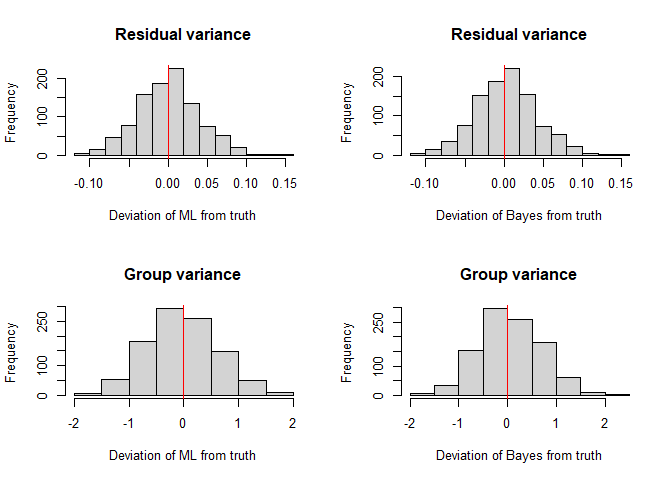 Residual variance
Frequency
0 100 200
-0.10 0.00 0.05 0.10 0.15
Deviation of ML from truth
Residual variance
Frequency
0 100 200
-0.10 0.00 0.05 0.10 0.15
Deviation of Bayes from truth
Group variance
Frequency
0 100 250
-2 -1 0 1 2
Deviation of ML from truth
Group variance
Frequency
0 100 250
-2 -1 0 1 2
Deviation of Bayes from truth